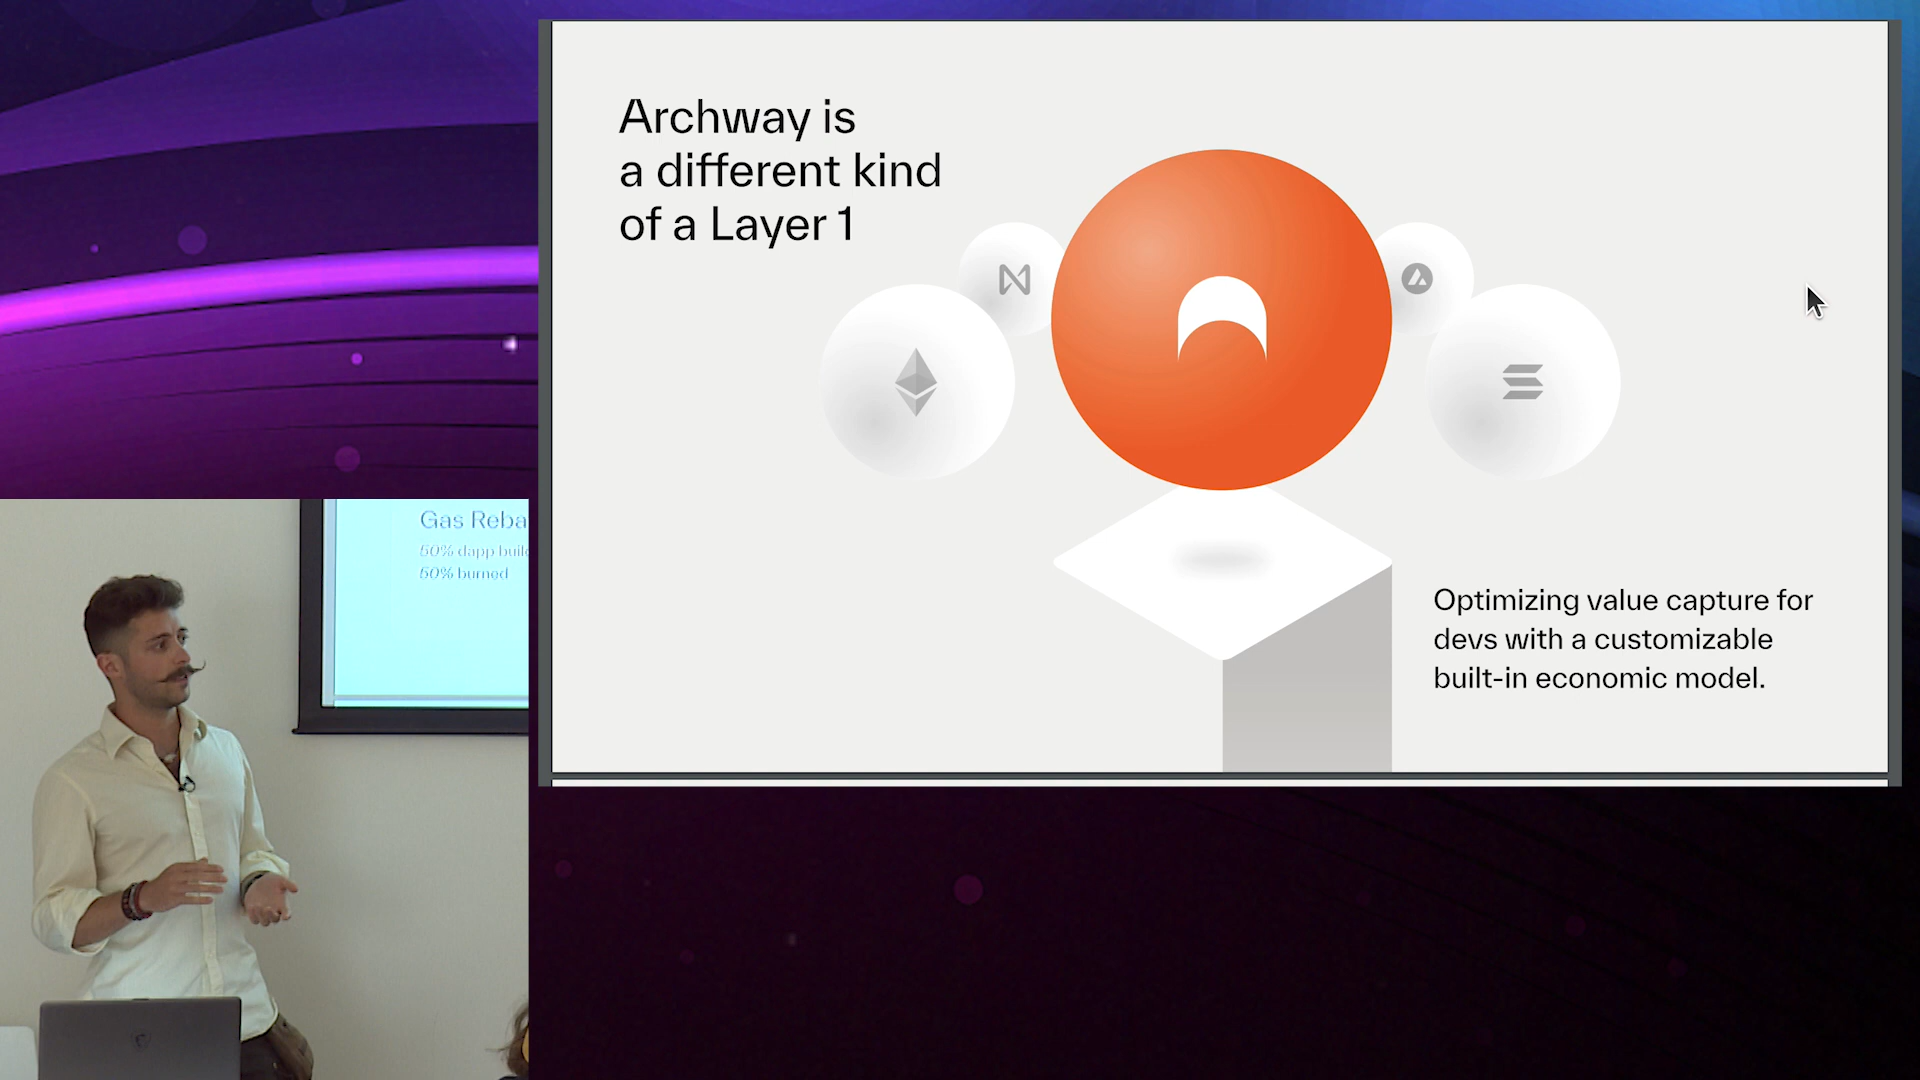 Archway is
a different kind
of a Layer 1
Optimizing value capture for
devs with a customizable
built-in economic model.
Gas Reba
50% dapp buil
50% burned